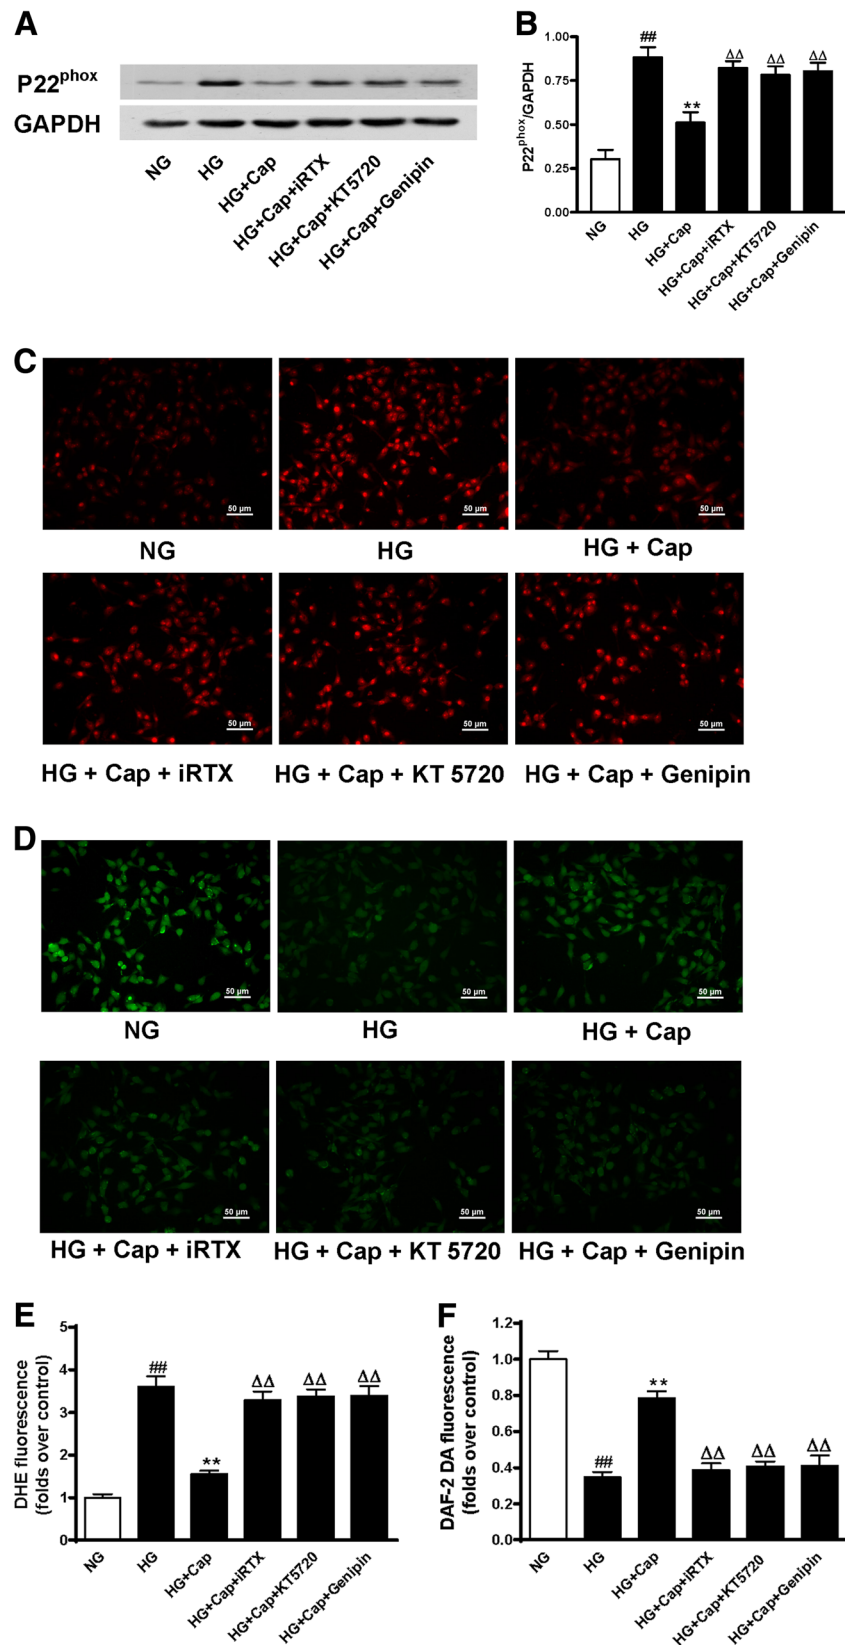 A
P22phox
GAPDH
NG
HG
HG+Cap
HG+Cap+iRTX
HG+Cap+KT5720
HG+Cap+Genipin
B
P22phox/GAPDH
1.00
0.75
0.50
0.25
0.00
##
**
ΔΔ
ΔΔ
ΔΔ
NG
HG
HG+Cap
HG+Cap+iRTX
HG+Cap+KT5720
HG+Cap+Genipin
C
50 µm
50 µm
50 µm
NG
HG
HG + Cap
50 µm
50 µm
50 µm
HG + Cap + iRTX
HG + Cap + KT 5720
HG + Cap + Genipin
D
50 µm
50 µm
50 µm
NG
HG
HG + Cap
50 µm
50 µm
50 µm
HG + Cap + iRTX
HG + Cap + KT 5720
HG + Cap + Genipin
E
DHE fluorescence
(folds over control)
5
4
3
2
1
0
##
**
ΔΔ
ΔΔ
ΔΔ
NG
HG
HG+Cap
HG+Cap+iRTX
HG+Cap+KT5720
HG+Cap+Genipin
F
DAF-2 DA fluorescence
(folds over control)
1.2
1.0
0.8
0.6
0.4
0.2
0.0
##
**
ΔΔ
ΔΔ
ΔΔ
NG
HG
HG+Cap
HG+Cap+iRTX
HG+Cap+KT5720
HG+Cap+Genipin